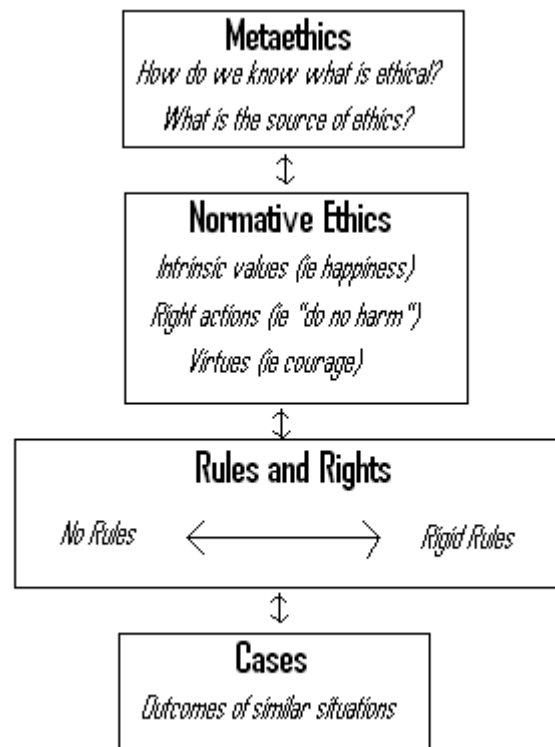 Metaethics
How do we know what is ethical?
What is the source of ethics?
Normative Ethics
Intrinsic values (ie happiness)
Right actions (ie "do no harm")
Virtues (ie courage)
Rules and Rights
No Rules
Rigid Rules
Cases
Outcomes of similar situations